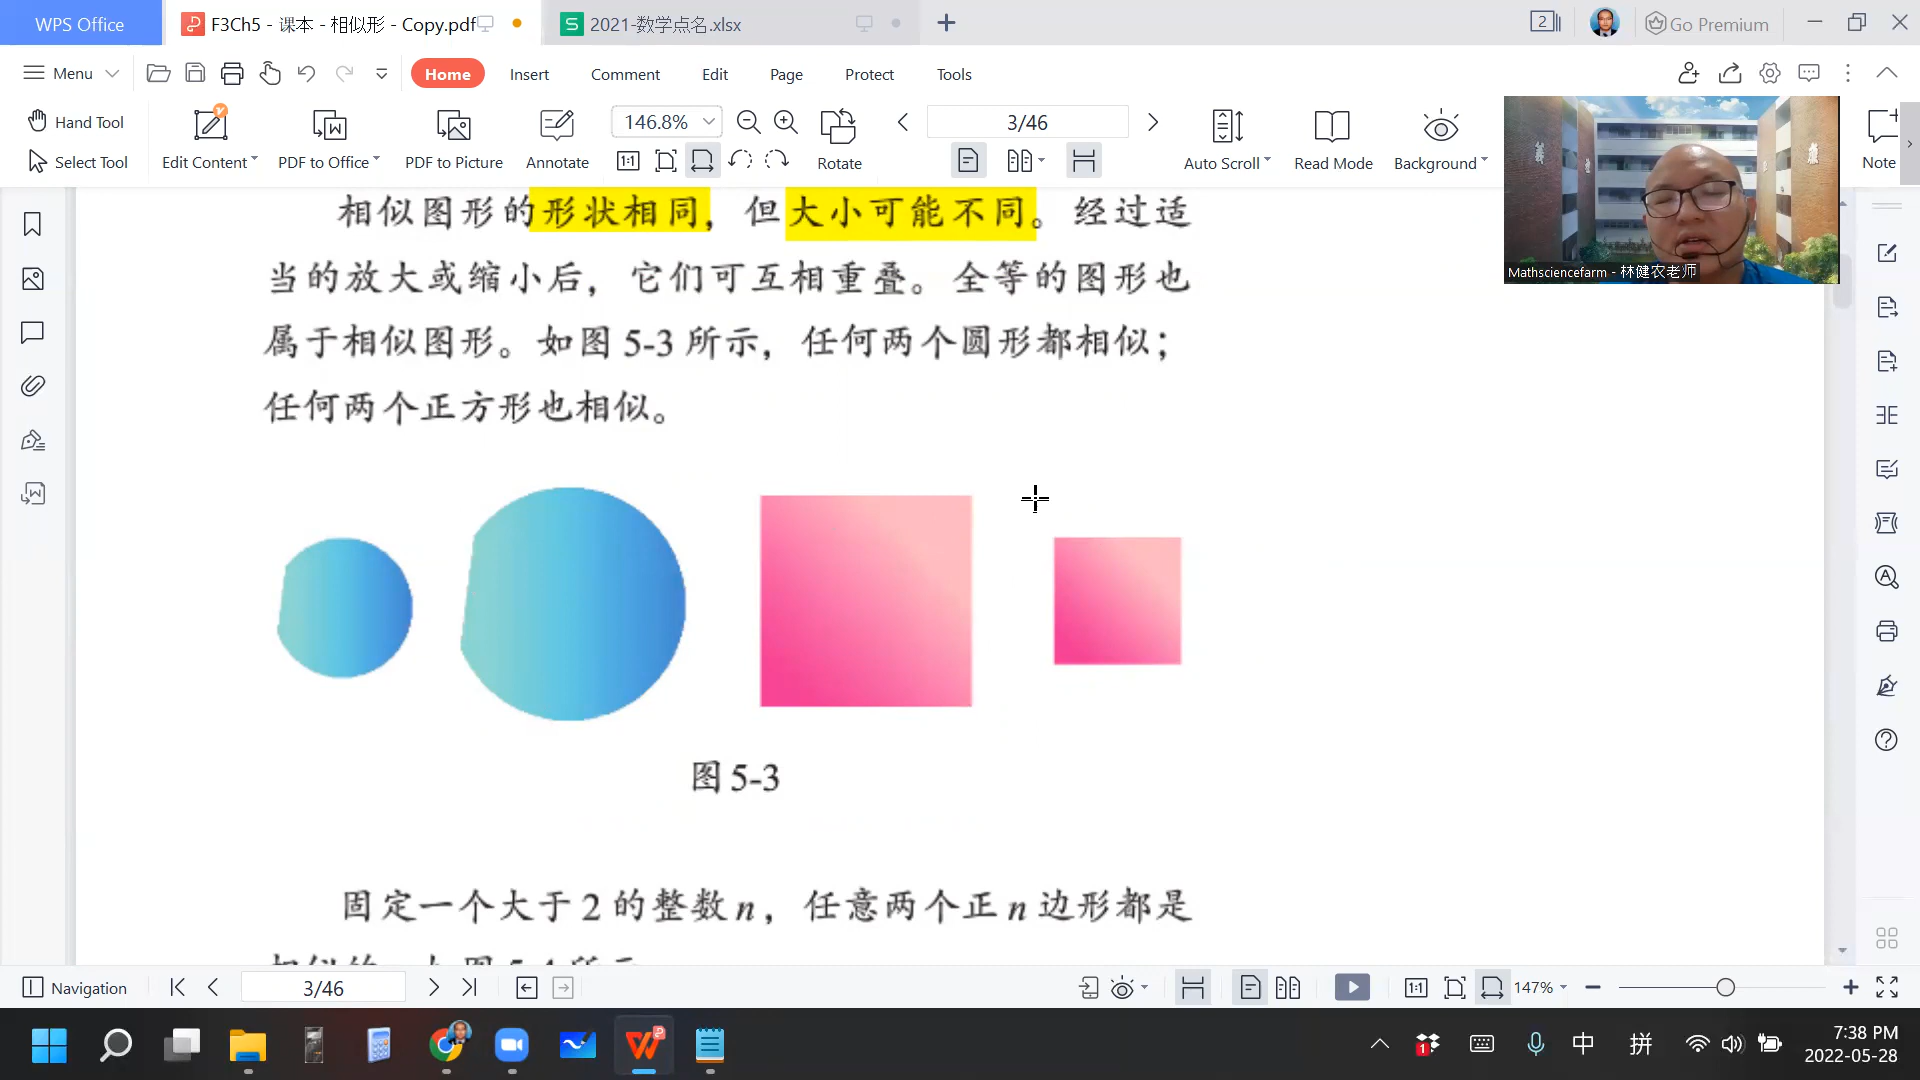 WPS Office
F3Ch5 - 课本 - 相似形 - Copy.pdf
2021-数学点名.xlsx
2
Go Premium
Menu
Home
Insert
Comment
Edit
Page
Protect
Tools
Hand Tool
Select Tool
Edit Content
PDF to Office
PDF to Picture
Annotate
146.8%
1:1
Rotate
3/46
Auto Scroll
Read Mode
Background
Note
Mathsciencefarm - 林健农老师
相似图形的形状相同，但大小可能不同。经过适
当的放大或缩小后，它们可互相重叠。全等的图形也
属于相似图形。如图 5-3 所示，任何两个圆形都相似；
任何两个正方形也相似。
图 5-3
固定一个大于 2 的整数 n，任意两个正 n 边形都是
Navigation
3/46
1:1
147%
1
中
拼
7:38 PM
2022-05-28